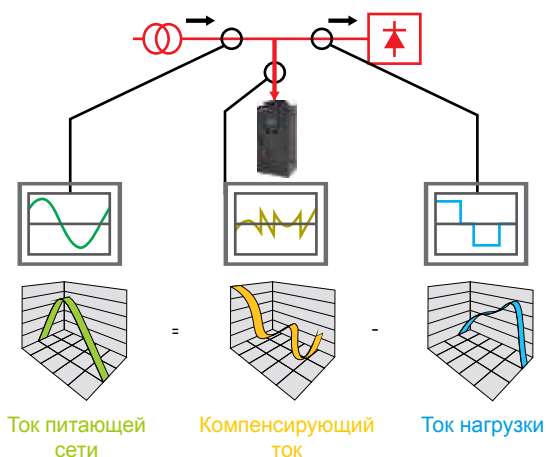 = -
Ток питающей сети
Компенсирующий ток
Ток нагрузки